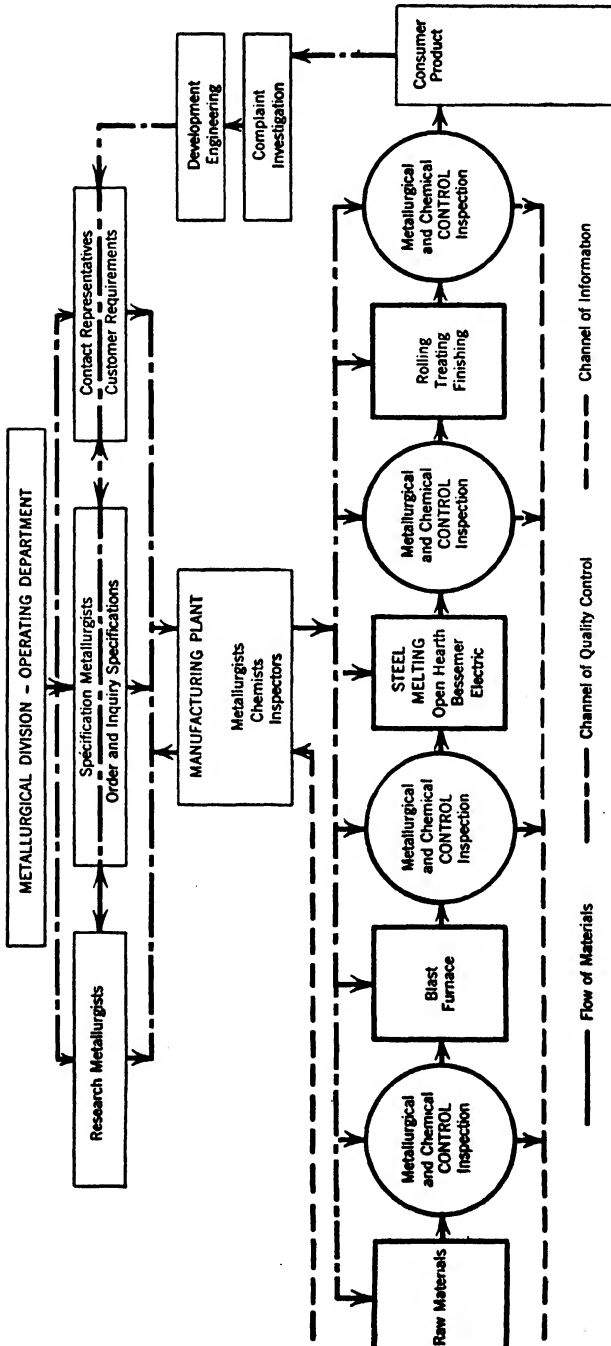 METALLURGICAL DIVISION - OPERATING DEPARTMENT
Research Metallurgists
Spécification Metallurgists
Order and Inquiry Specifications
Contact Representatives
Customer Requirements
Development
Engineering
Complaint
Investigation
MANUFACTURING PLANT
Metallurgists
Chemists
Inspectors
Raw Materials
Metallurgical
and Chemical
CONTROL
Inspection
Blast
Furnace
Metallurgical
and Chemical
CONTROL
Inspection
STEEL
MELTING
Open Hearth
Bessemer
Electric
Metallurgical
and Chemical
CONTROL
Inspection
Rolling
Treating
Finishing
Metallurgical
and Chemical
CONTROL
Inspection
Consumer
Product
Flow of Materials
Channel of Quality Control
Channel of Information